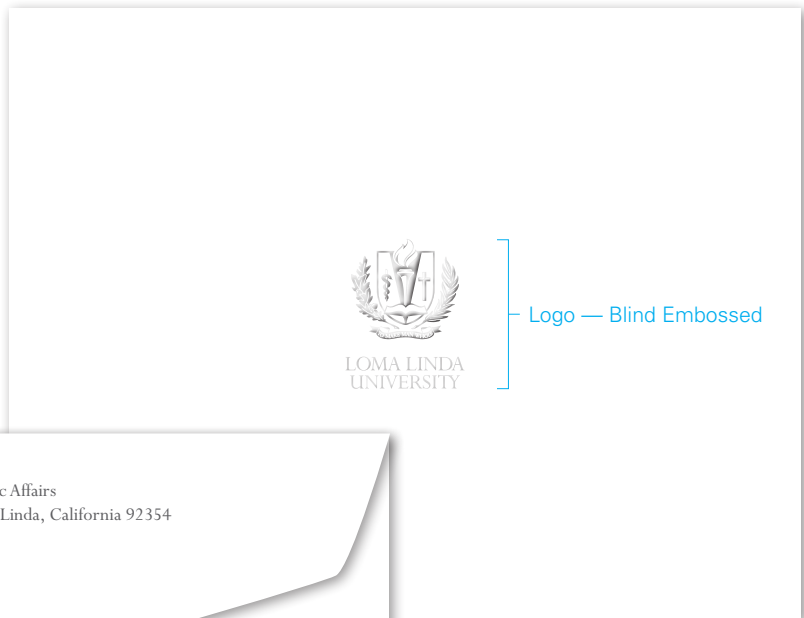 LOMA LINDA
UNIVERSITY
Logo — Blind Embossed
c Affairs
Linda, California 92354